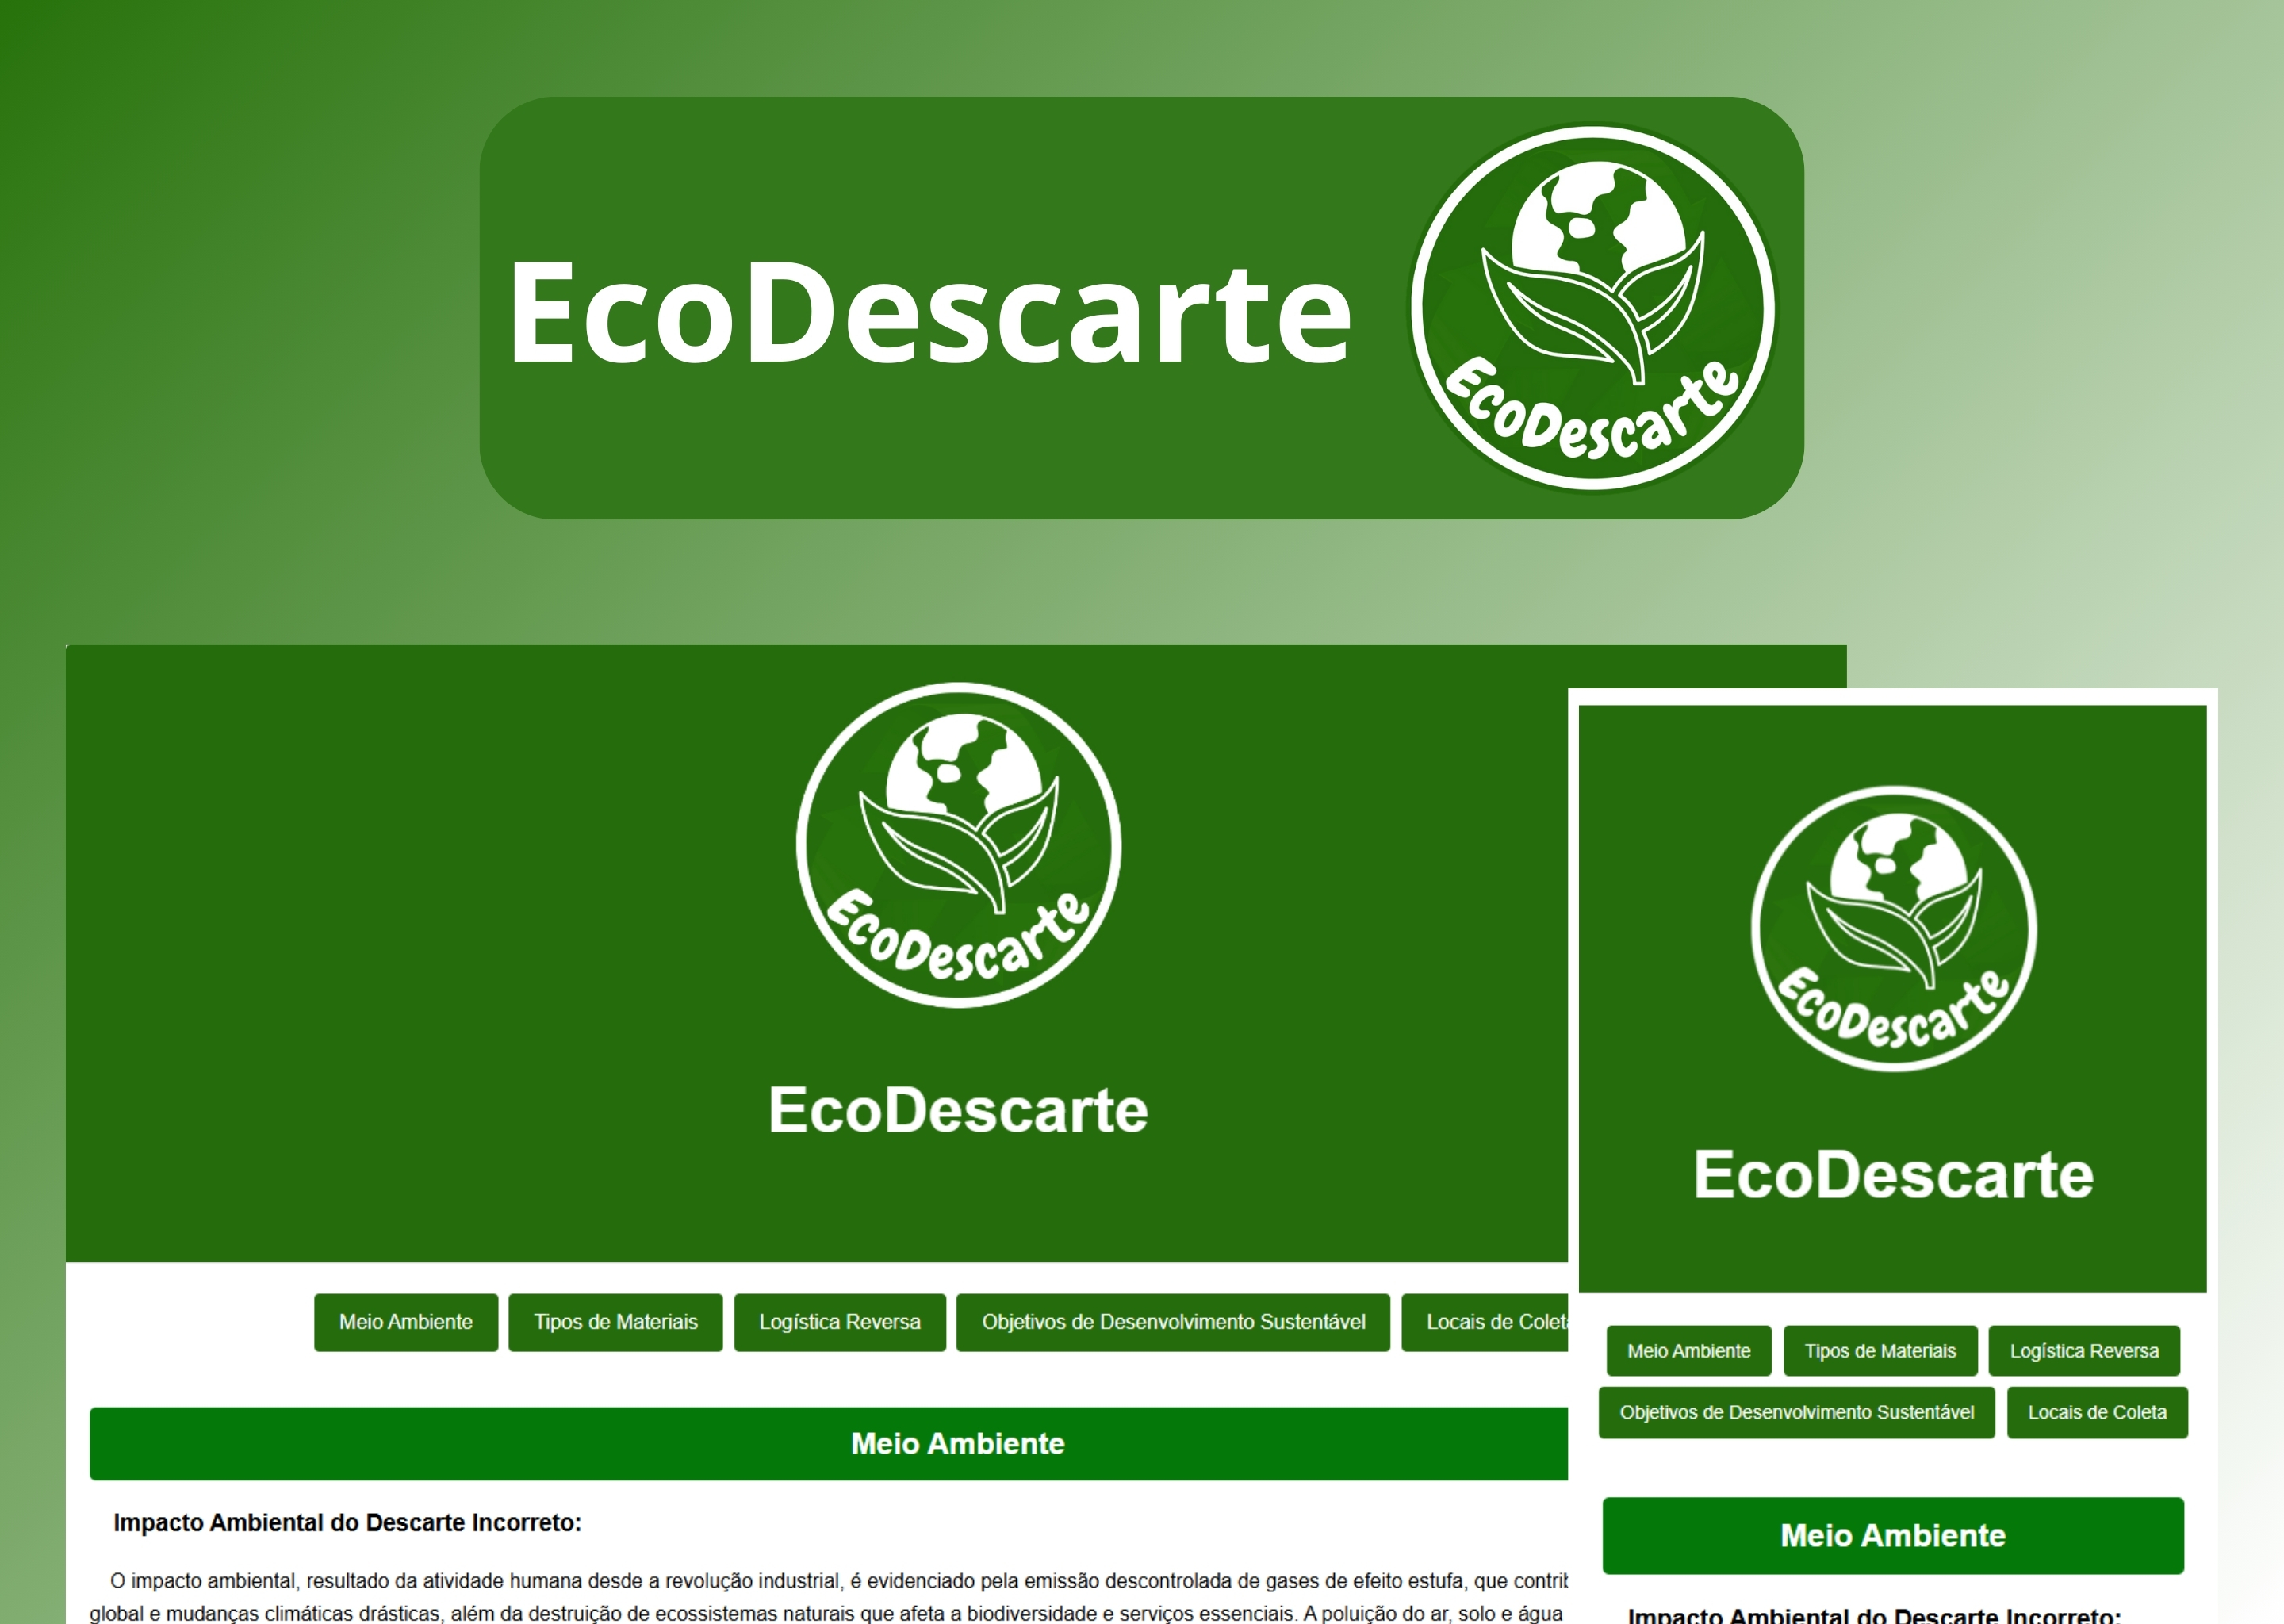 EcoDescarte
EcoDescarte
EcoDescarte
EcoDescarte
Meio Ambiente
Tipos de Materiais
Logística Reversa
Objetivos de Desenvolvimento Sustentável
Locais de
Meio Ambiente
Impacto Ambiental do Descarte Incorreto:
O impacto ambiental, resultado da atividade humana desde a revolução industrial, é evidenciado pela emissão descontrolada de gases de efeito estufa, que
global e mudanças climáticas drásticas, além da destruição de ecossistemas naturais que afeta a biodiversidade e serviços essenciais. A poluição do ar, solo e água
EcoDescarte
EcoDescarte
Meio Ambiente
Tipos de Materiais
Logística Reversa
Objetivos de Desenvolvimento Sustentável
Locais de Coleta
Meio Ambiente
Impacto Ambiental do Descarte Incorreto: